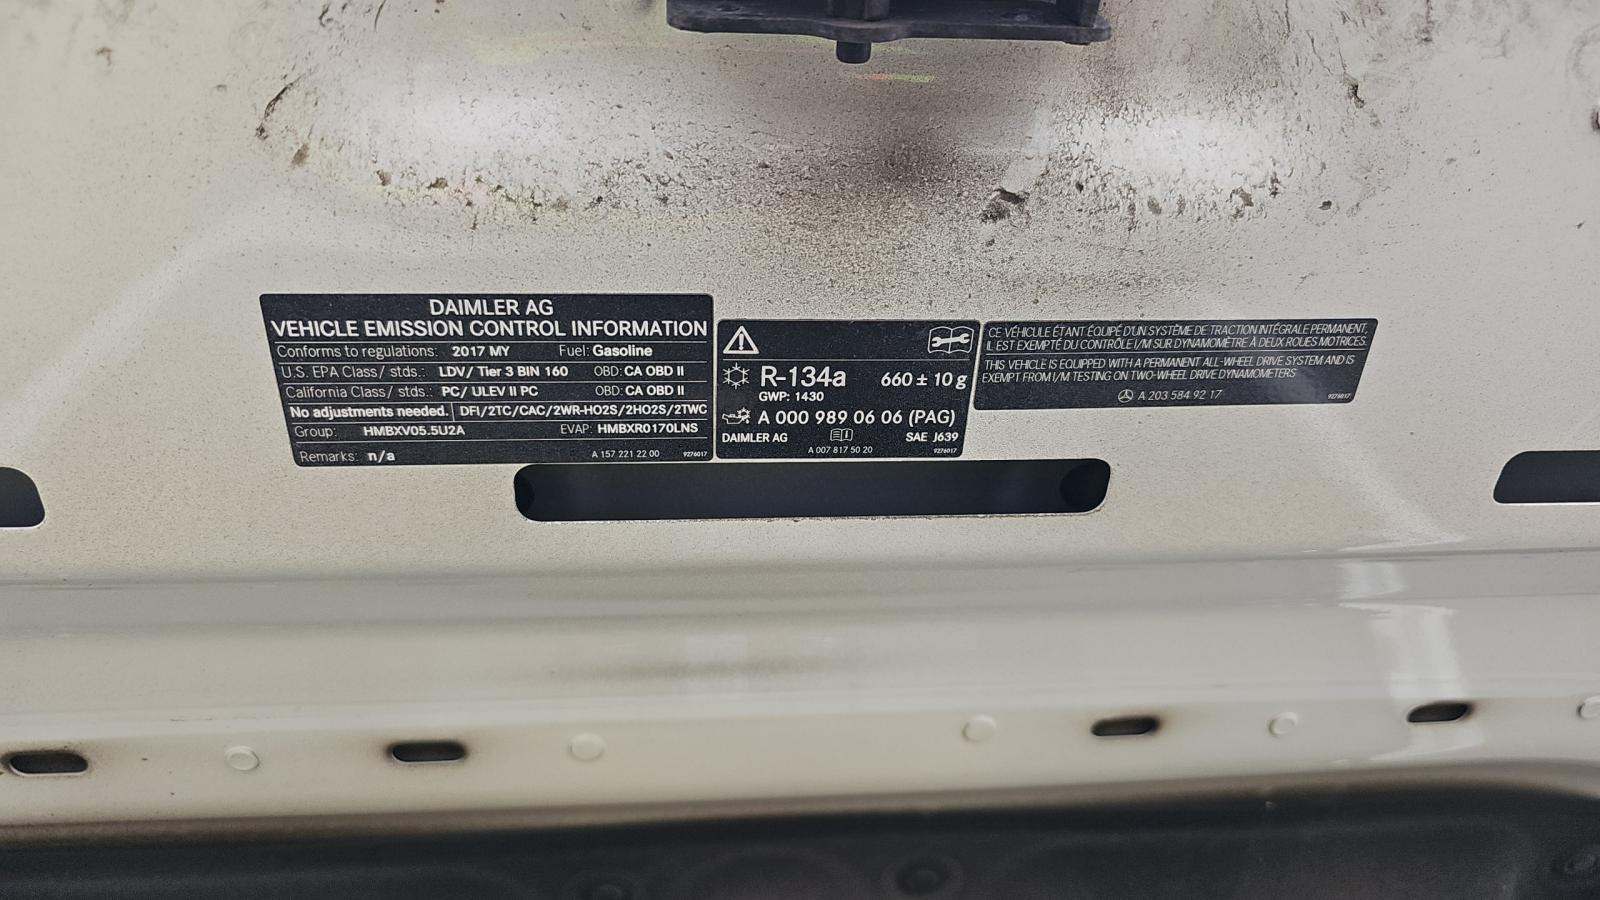 DAIMLER AG
VEHICLE EMISSION CONTROL INFORMATION
Conforms to regulations: 2017 MY Fuel: Gasoline
U.S. EPA Class/ stds.: LDV/ Tier 3 BIN 160 OBD: CA OBD II
California Class/ stds.: PC/ ULEV II PC OBD: CA OBD II
No adjustments needed. DFI/2TC/CAC/2WR-HO2S/2HO2S/2TWC
Group: HMBXV05.5U2A EVAP: HMBXR0170LNS
Remarks: n/a A 157 221 22 00 9276017
R-134a 660 ± 10 g
GWP: 1430
A 000 989 06 06 (PAG)
DAIMLER AG SAE J639
A 007 817 50 20 9276017
CE VÉHICULE ÉTANT ÉQUIPÉ D'UN SYSTÈME DE TRACTION INTÉGRALE PERMANENT,
IL EST EXEMPTÉ DU CONTRÔLE I/M SUR DYNAMOMÈTRE À DEUX ROUES MOTRICES.
THIS VEHICLE IS EQUIPPED WITH A PERMANENT ALL-WHEEL DRIVE SYSTEM AND IS
EXEMPT FROM I/M TESTING ON TWO-WHEEL DRIVE DYNAMOMETERS
A 203 584 92 17 9276017